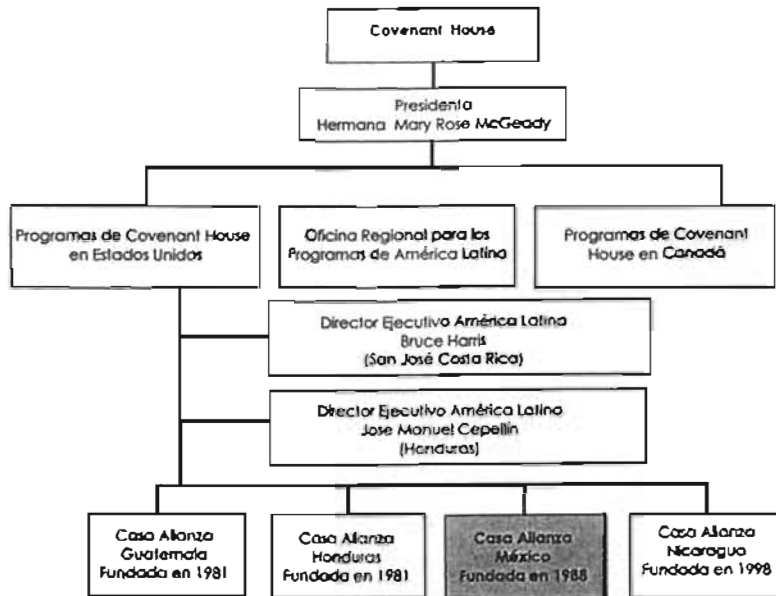 Covenant House
Presidenta
Hermana Mary Rose McGeady
Programas de Covenant House
en Estados Unidos
Oficina Regional para los
Programas de América Latina
Programas de Covenant
House en Canadá
Director Ejecutivo América Latina
Bruce Harris
(San José Costa Rica)
Director Ejecutivo América Latina
Jose Manuel Cepellín
(Honduras)
Casa Alianza
Guatemala
Fundada en 1981
Casa Alianza
Honduras
Fundada en 1981
Casa Alianza
México
Fundada en 1988
Casa Alianza
Nicaragua
Fundada en 1998